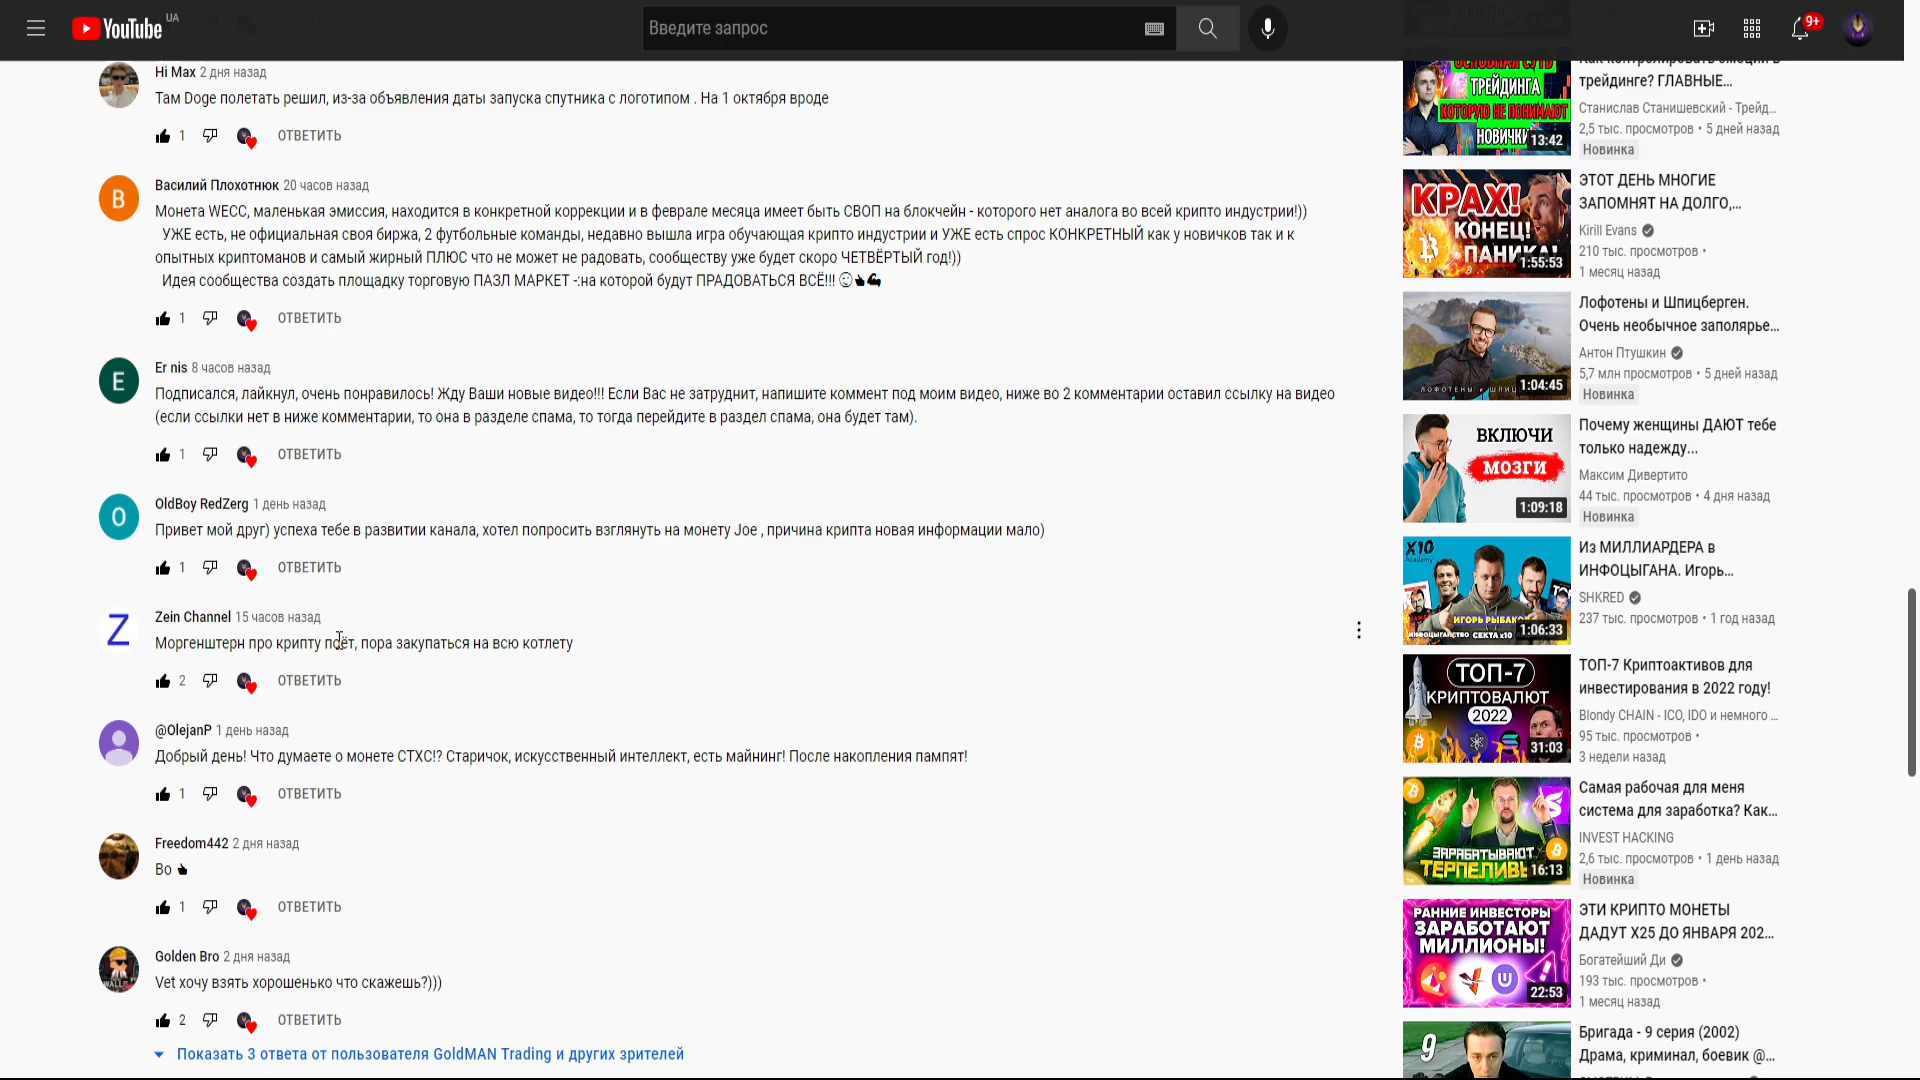 YouTube UA
Введите запрос
9+
Hi Max 2 дня назад
Там Doge полетать решил, из-за объявления даты запуска спутника с логотипом . На 1 октября вроде
1 ОТВЕТИТЬ
В
Василий Плохотнюк 20 часов назад
Монета WECC, маленькая эмиссия, находится в конкретной коррекции и в феврале месяца имеет быть СВОП на блокчейн - которого нет аналога во всей крипто индустрии!))
УЖЕ есть, не официальная своя биржа, 2 футбольные команды, недавно вышла игра обучающая крипто индустрии и УЖЕ есть спрос КОНКРЕТНЫЙ как у новичков так и к
опытных криптоманов и самый жирный ПЛЮС что не может не радовать, сообществу уже будет скоро ЧЕТВЁРТЫЙ год!))
Идея сообщества создать площадку торговую ПАЗЛ МАРКЕТ -:на которой будут ПРАДОВАТЬСЯ ВСЁ!!! 
1 ОТВЕТИТЬ
E
Er nis 8 часов назад
Подписался, лайкнул, очень понравилось! Жду Ваши новые видео!!! Если Вас не затруднит, напишите коммент под моим видео, ниже во 2 комментарии оставил ссылку на видео
(если ссылки нет в ниже комментарии, то она в разделе спама, то тогда перейдите в раздел спама, она будет там).
1 ОТВЕТИТЬ
O
OldBoy RedZerg 1 день назад
Привет мой друг) успеха тебе в развитии канала, хотел попросить взглянуть на монету Joe , причина крипта новая информации мало)
1 ОТВЕТИТЬ
Z
Zein Channel 15 часов назад
Моргенштерн про крипту поёт, пора закупаться на всю котлету
2 ОТВЕТИТЬ
@OlejanP 1 день назад
Добрый день! Что думаете о монете СТХС!? Старичок, искусственный интеллект, есть майнинг! После накопления пампят!
1 ОТВЕТИТЬ
Freedom442 2 дня назад
Во
1 ОТВЕТИТЬ
Golden Bro 2 дня назад
Vet хочу взять хорошенько что скажешь?)))
2 ОТВЕТИТЬ
Показать 3 ответа от пользователя GoldMAN Trading и других зрителей
ОСНОВНАЯ СУТЬ
ТРЕЙДИНГА
КОТОРУЮ НЕ ПОНИМАЮТ
НОВИЧКИ
13:42
Как контролировать эмоции в
трейдинге? ГЛАВНЫЕ...
Станислав Станишевский - Трейд...
2,5 тыс. просмотров • 5 дней назад
Новинка
КРАХ!
КОНЕЦ!
ПАНИКА!
1:55:53
ЭТОТ ДЕНЬ МНОГИЕ
ЗАПОМНЯТ НА ДОЛГО,...
Kirill Evans
210 тыс. просмотров •
1 месяц назад
1:04:45
Лофотены и Шпицберген.
Очень необычное заполярье...
Антон Птушкин
5,7 млн просмотров • 5 дней назад
Новинка
ВКЛЮЧИ
МОЗГИ
1:09:18
Почему женщины ДАЮТ тебе
только надежду...
Максим Дивертито
44 тыс. просмотров • 4 дня назад
Новинка
X10
Academy
ИГОРЬ РЫБАКОВ
ИНФОЦЫГАНСТВО СЕКТА x10
1:06:33
Из МИЛЛИАРДЕРА в
ИНФОЦЫГАНА. Игорь...
SHKRED
237 тыс. просмотров • 1 год назад
ТОП-7
КРИПТОВАЛЮТ
2022
31:03
ТОП-7 Криптоактивов для
инвестирования в 2022 году!
Blondy CHAIN - ICO, IDO и немного ...
95 тыс. просмотров •
3 недели назад
ЗАРАБАТЫВАЮТ
ТЕРПЕЛИВЫ
16:13
Самая рабочая для меня
система для заработка? Как...
INVEST HACKING
2,6 тыс. просмотров • 1 день назад
Новинка
РАННИЕ ИНВЕСТОРЫ
ЗАРАБОТАЮТ
МИЛЛИОНЫ!
22:53
ЭТИ КРИПТО МОНЕТЫ
ДАДУТ Х25 ДО ЯНВАРЯ 202...
Богатейший Ди
193 тыс. просмотров •
1 месяц назад
9
Бригада - 9 серия (2002)
Драма, криминал, боевик @...